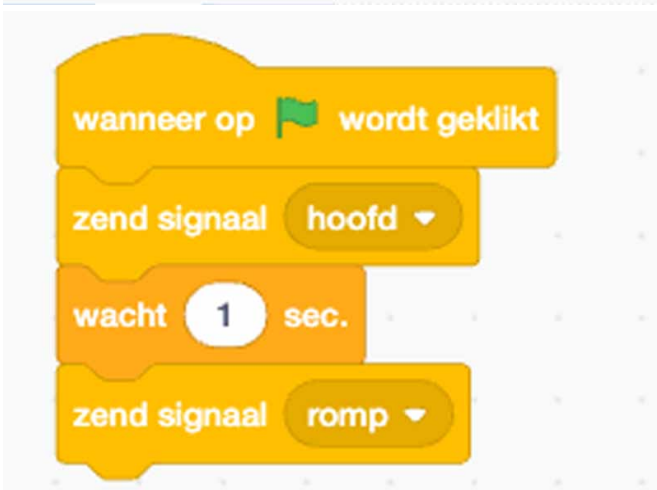 wanneer op wordt geklikt
zend signaal hoofd
wacht 1 sec.
zend signaal romp